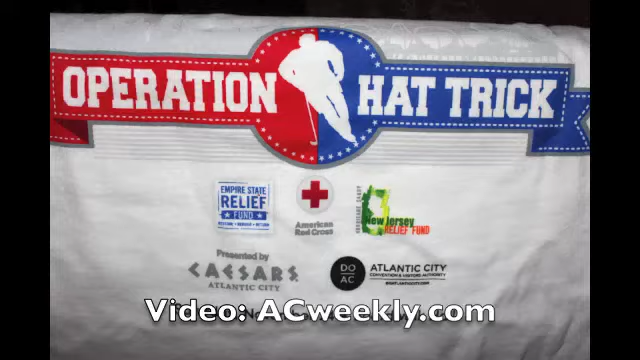 OPERATION HAT TRICK
EMPIRE STATE
RELIEF
FUND
American
Red Cross
New Jersey
RELIEF FUND
Presented by
CAESARS
ATLANTIC CITY
DO
AC
ATLANTIC CITY
CONVENTION & VISITORS AUTHORITY
Video: ACweekly.com